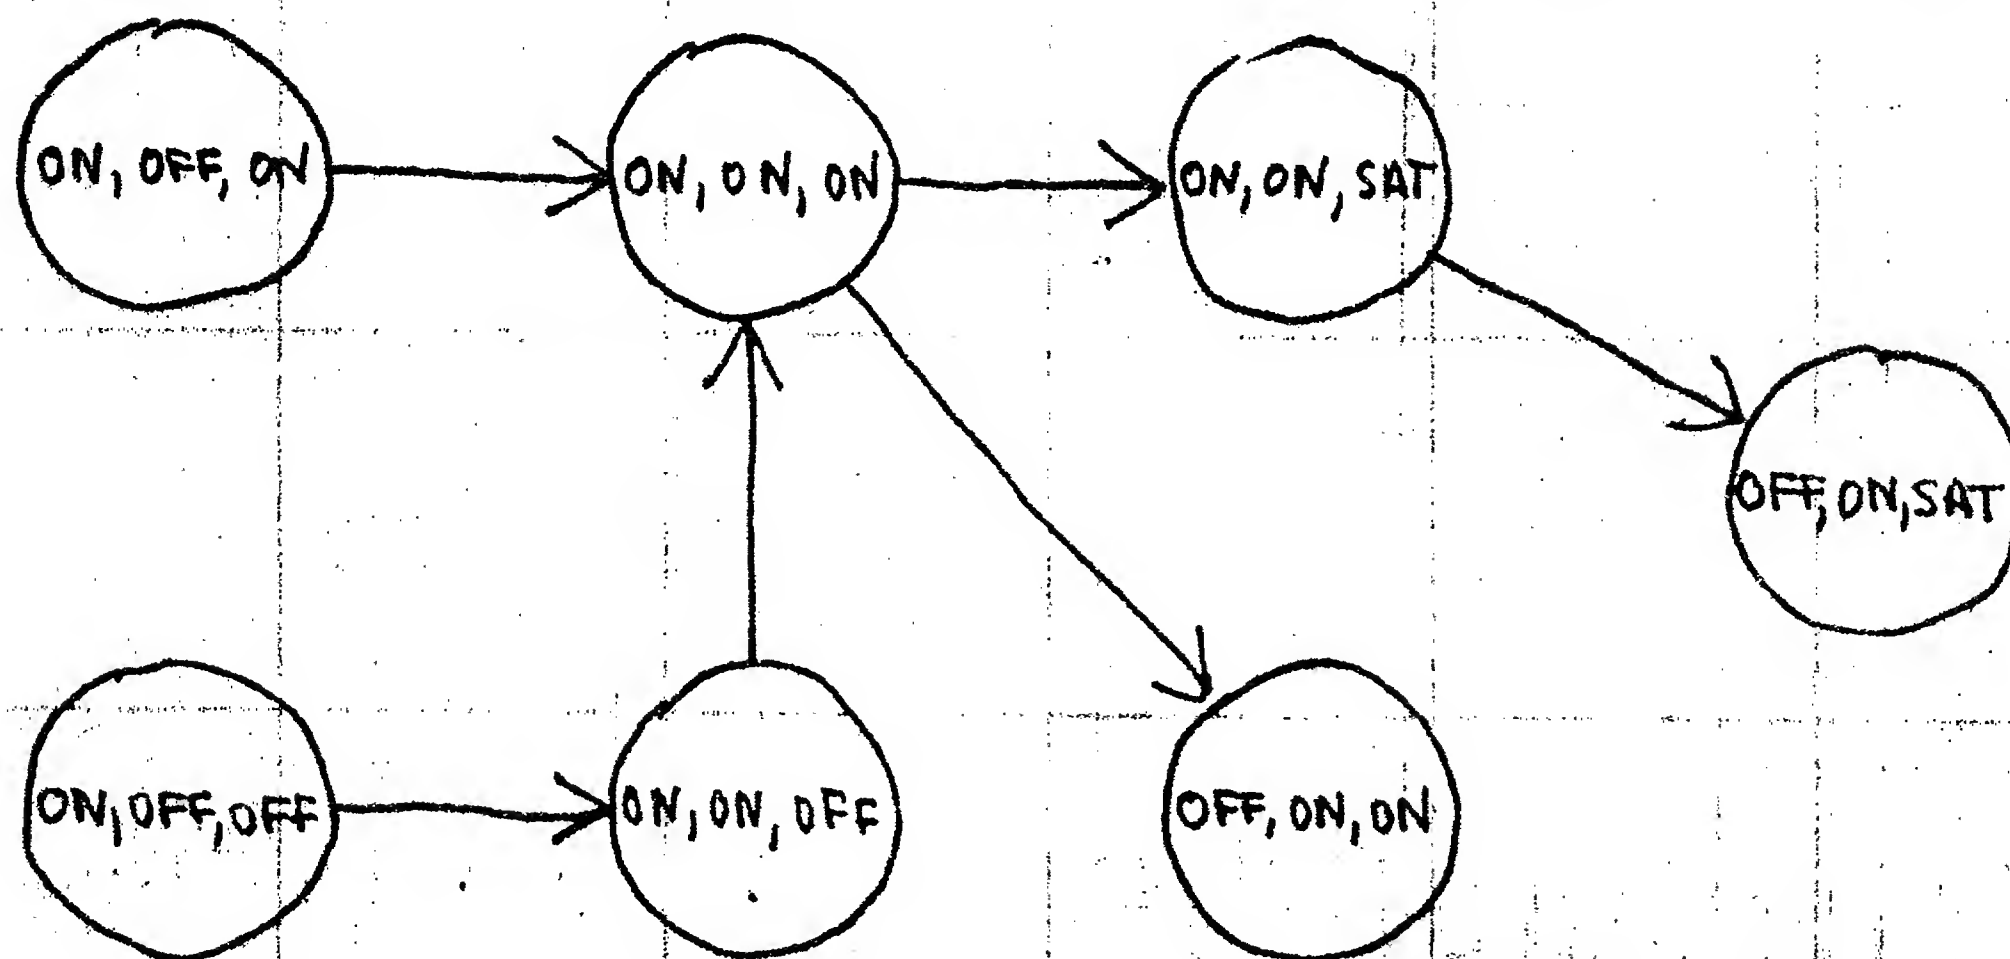 ON, OFF, ON
ON, ON, ON
ON, ON, SAT
OFF, ON, SAT
ON, OFF, OFF
ON, ON, OFF
OFF, ON, ON